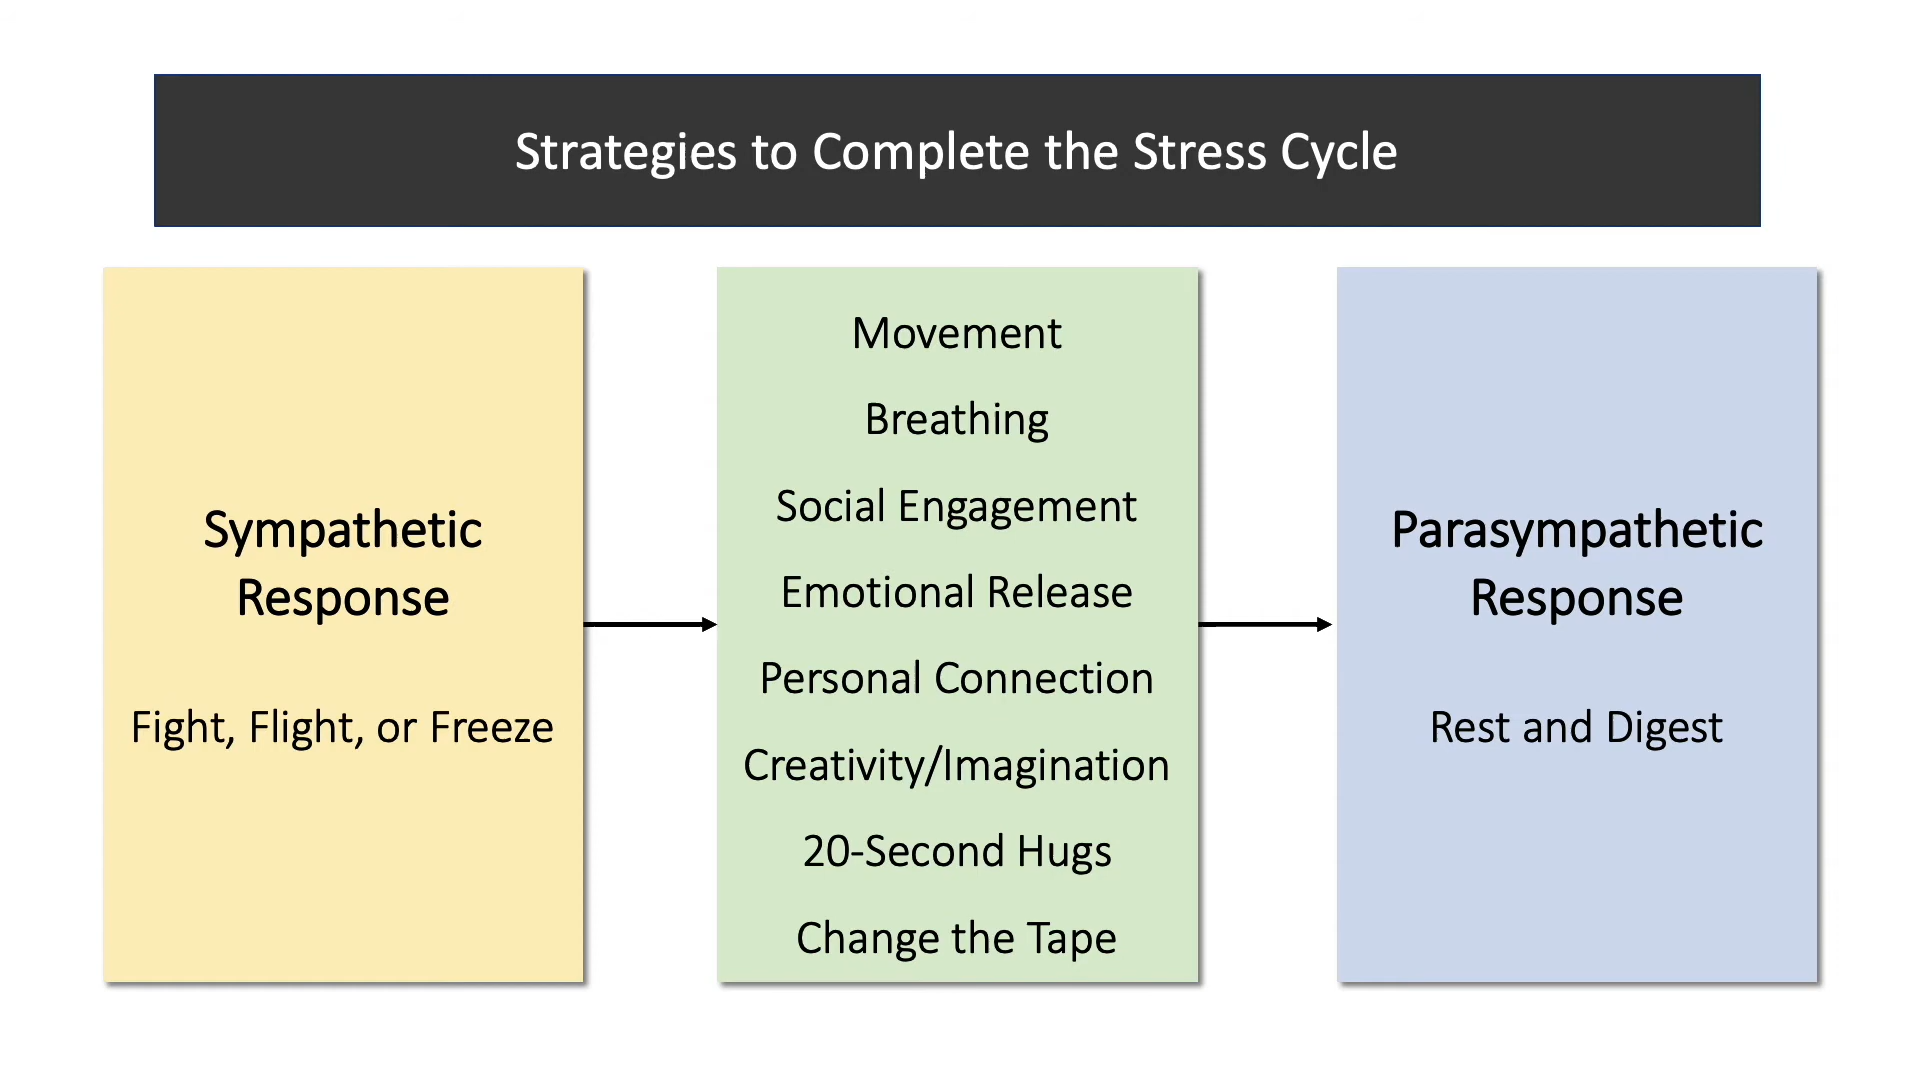 Strategies to Complete the Stress Cycle
Sympathetic
Response
Fight, Flight, or Freeze
Movement
Breathing
Social Engagement
Emotional Release
Personal Connection
Creativity/Imagination
20-Second Hugs
Change the Tape
Parasympathetic
Response
Rest and Digest